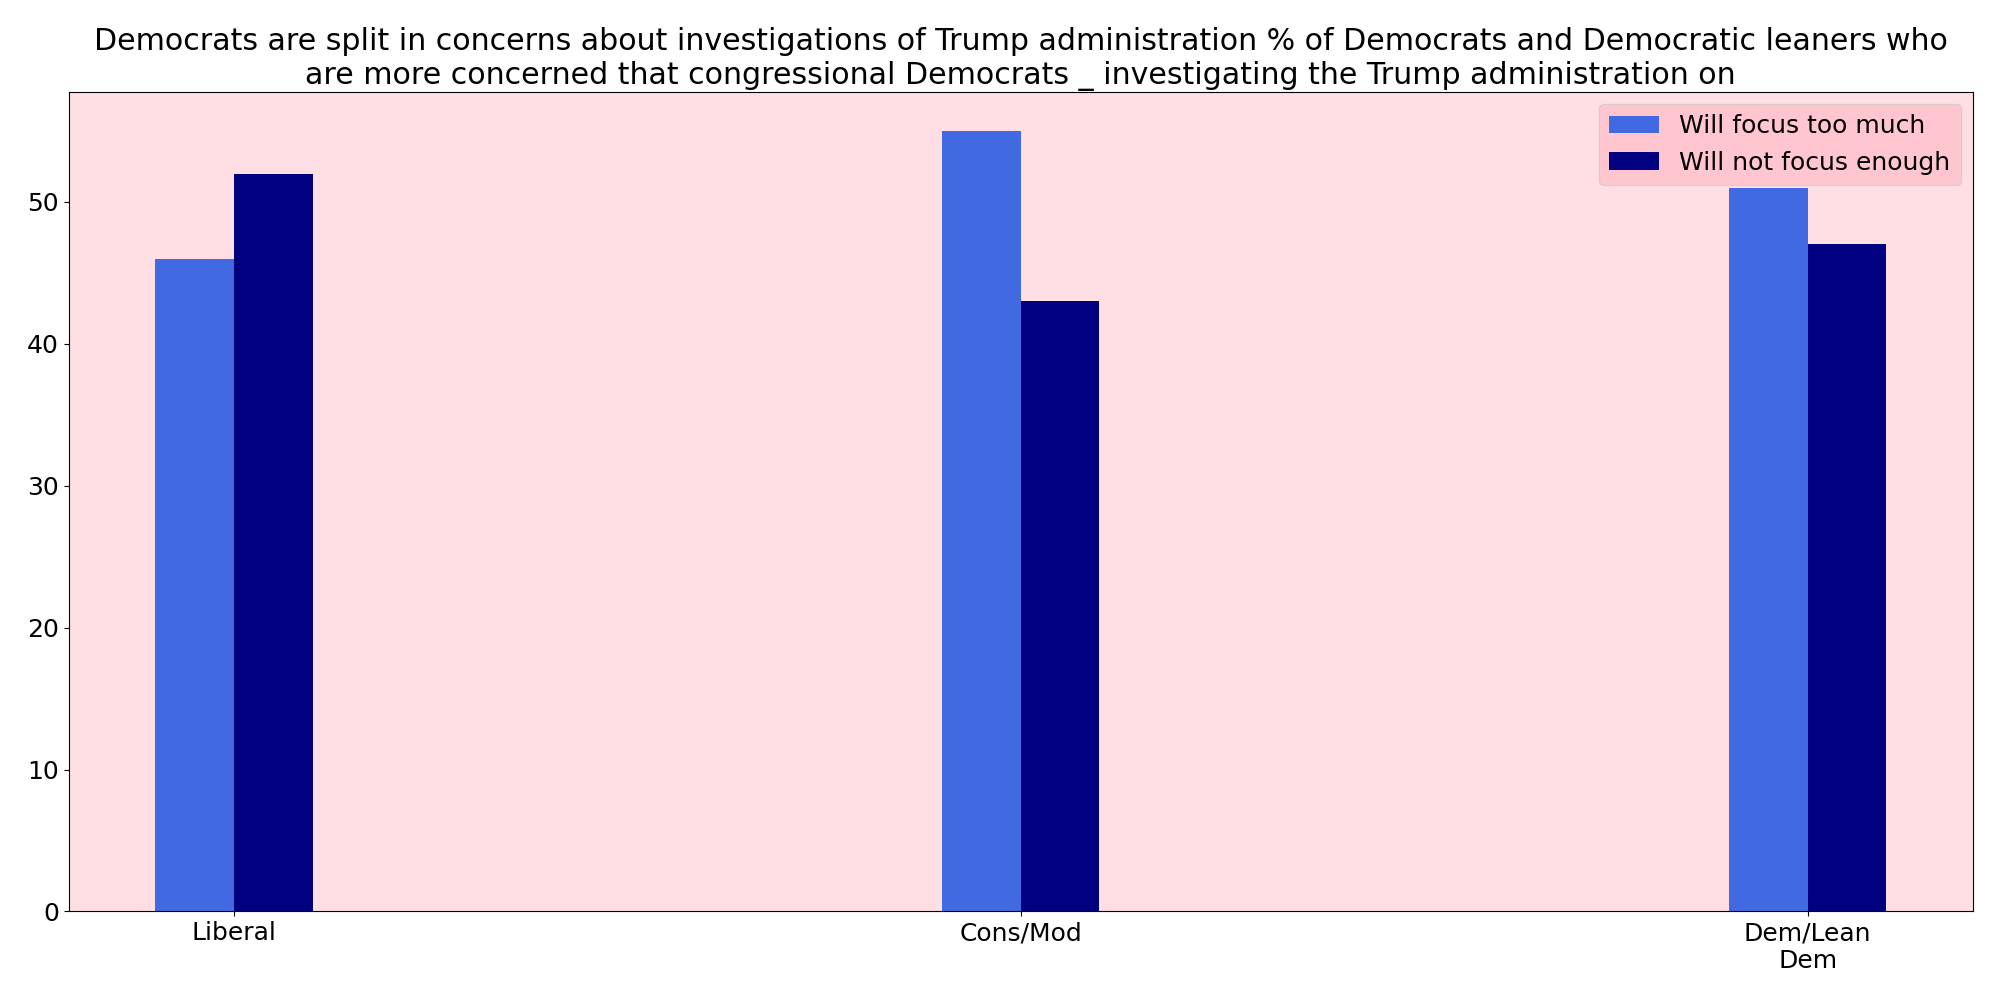 Democrats are split in concerns about investigations of Trump administration % of Democrats and Democratic leaners who
are more concerned that congressional Democrats _ investigating the Trump administration on
Will focus too much
Will not focus enough
50
40
30
20
10
0
Liberal
Cons/Mod
Dem/Lean
Dem